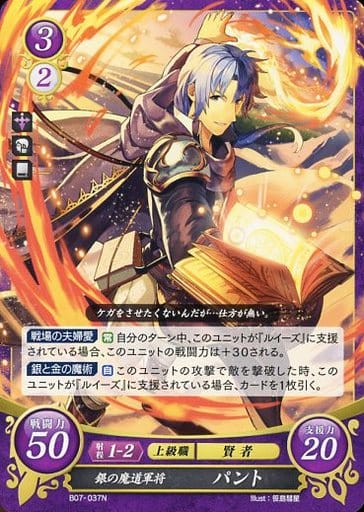 3
2
ケガをさせたくないんだが…仕方が無い。
戦場の夫婦愛 常 自分のターン中、このユニットが『ルイーズ』に支援
されている場合、このユニットの戦闘力は＋30される。
銀と金の魔術 自 このユニットの攻撃で敵を撃破した時、この
ユニットが『ルイーズ』に支援されている場合、カードを1枚引く。
戦闘力
50
射程 1-2 上級職 賢者
支援力
20
銀の魔道軍将 パント
B07-037N
Illust：笹島彗星